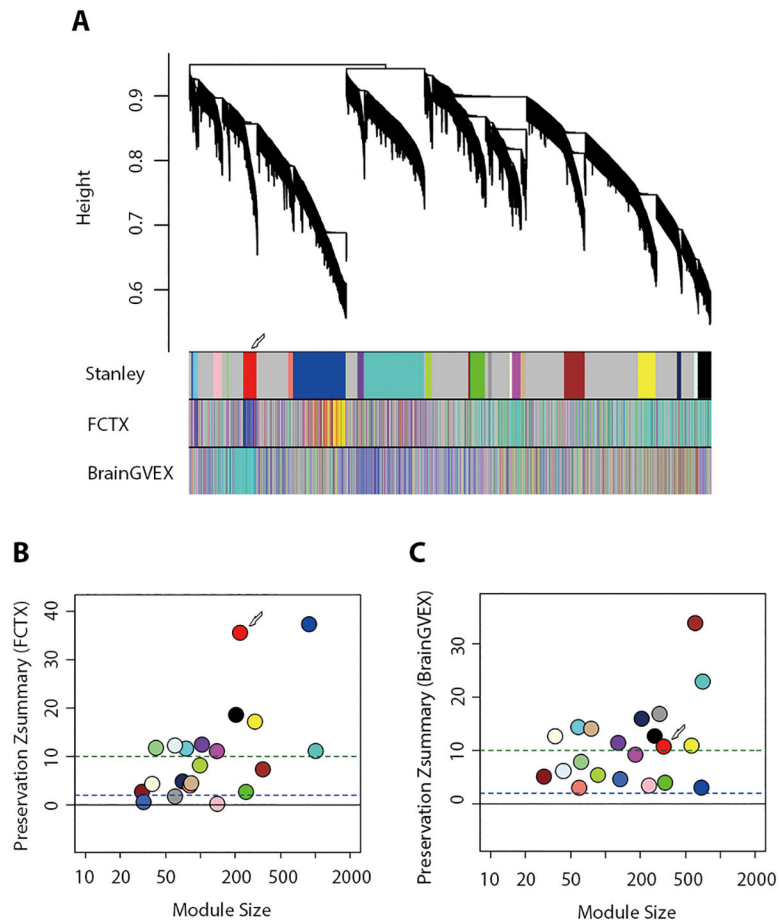 A
Height
0.9
0.8
0.7
0.6
Stanley
FCTX
BrainGVEX
B
Preservation Zsummary (FCTX)
40
30
20
10
0
10 20 50 200 500 2000
Module Size
C
Preservation Zsummary (BrainGVEX)
30
20
10
0
10 20 50 200 500 2000
Module Size